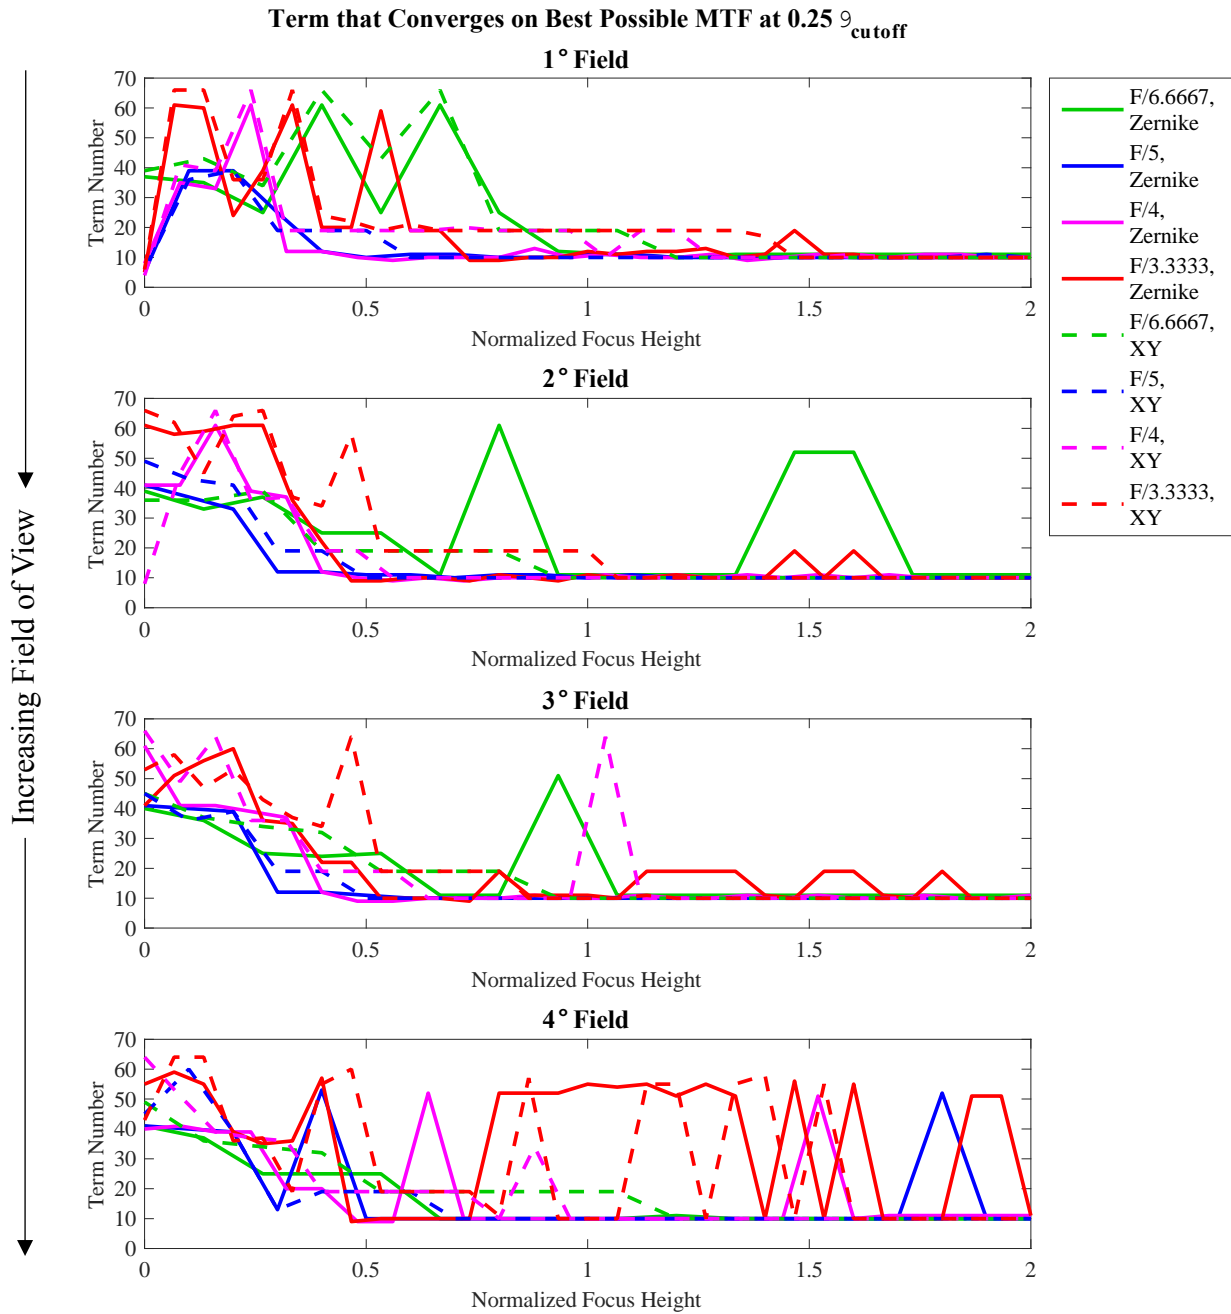 Term that Converges on Best Possible MTF at 0.25 9cutoff
Increasing Field of View
1° Field
Term Number
70
60
50
40
30
20
10
0
0 0.5 1 1.5 2
Normalized Focus Height
2° Field
Term Number
70
60
50
40
30
20
10
0
0 0.5 1 1.5 2
Normalized Focus Height
3° Field
Term Number
70
60
50
40
30
20
10
0
0 0.5 1 1.5 2
Normalized Focus Height
4° Field
Term Number
70
60
50
40
30
20
10
0
0 0.5 1 1.5 2
Normalized Focus Height
F/6.6667,
Zernike
F/5,
Zernike
F/4,
Zernike
F/3.3333,
Zernike
F/6.6667,
XY
F/5,
XY
F/4,
XY
F/3.3333,
XY